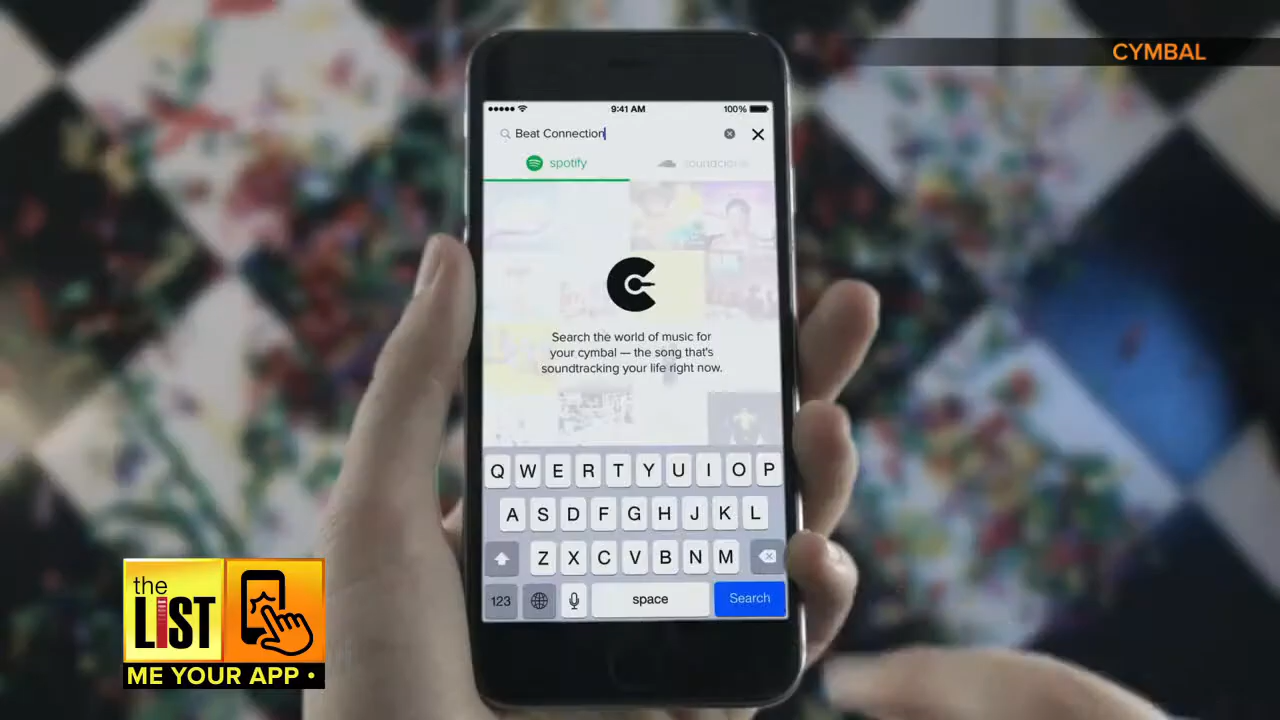 CYMBAL
9:41 AM
100%
Beat Connection
spotify
soundcloud
Search the world of music for
your cymbal — the song that's
soundtracking your life right now.
Q W E R T Y U I O P
A S D F G H J K L
Z X C V B N M
123
space
Search
the
LIST
ME YOUR APP •